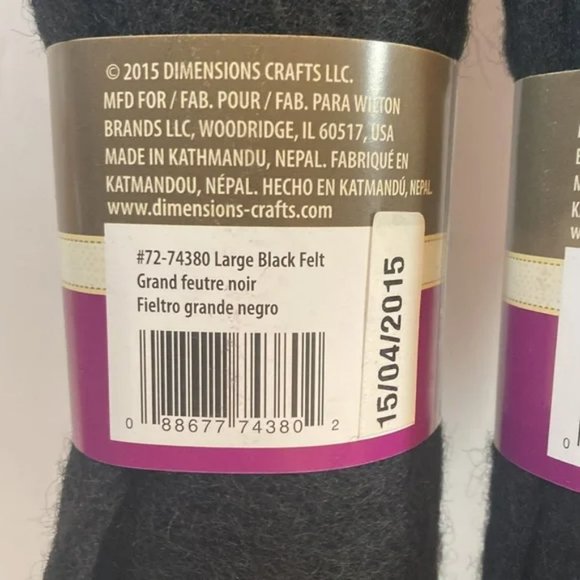 © 2015 DIMENSIONS CRAFTS LLC.
MFD FOR / FAB. POUR / FAB. PARA WILTON
BRANDS LLC, WOODRIDGE, IL 60517, USA
MADE IN KATHMANDU, NEPAL. FABRIQUÉ EN
KATMANDOU, NÉPAL. HECHO EN KATMANDÚ, NEPAL.
www.dimensions-crafts.com
#72-74380 Large Black Felt
Grand feutre noir
Fieltro grande negro
0 88677 74380 2
15/04/2015
0